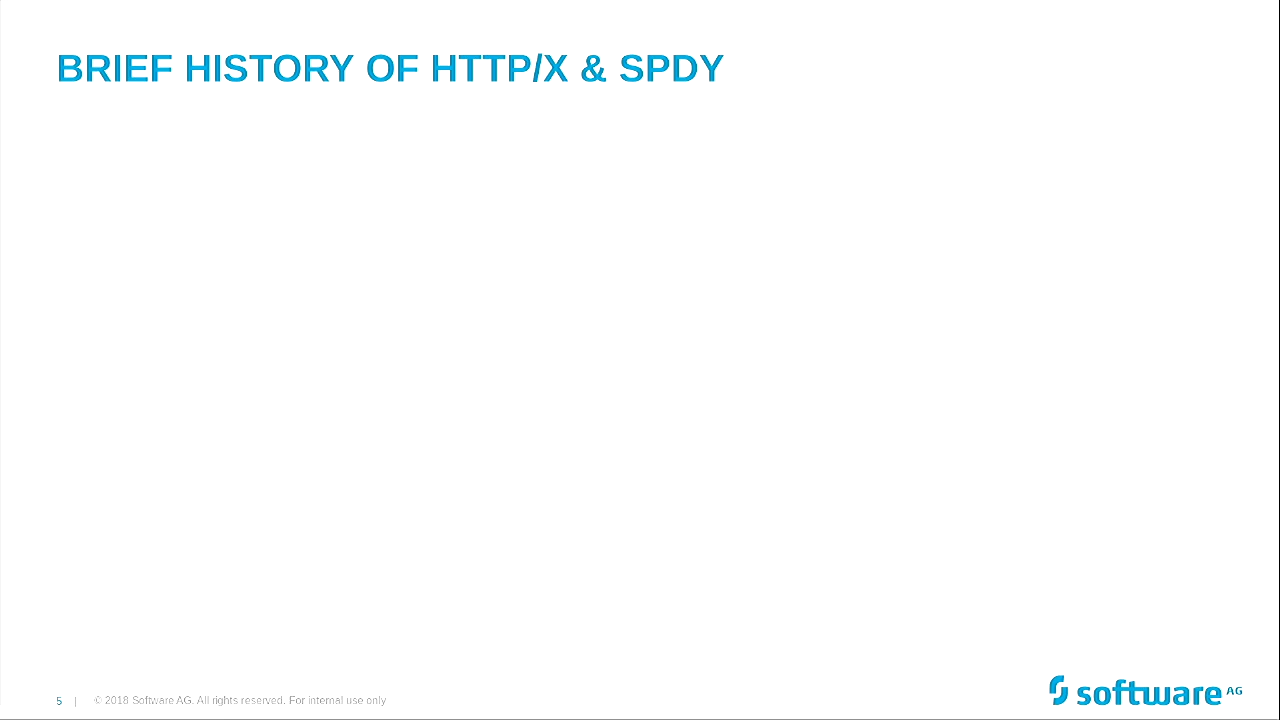 BRIEF HISTORY OF HTTP/X & SPDY
5 | © 2018 Software AG. All rights reserved. For internal use only
software AG